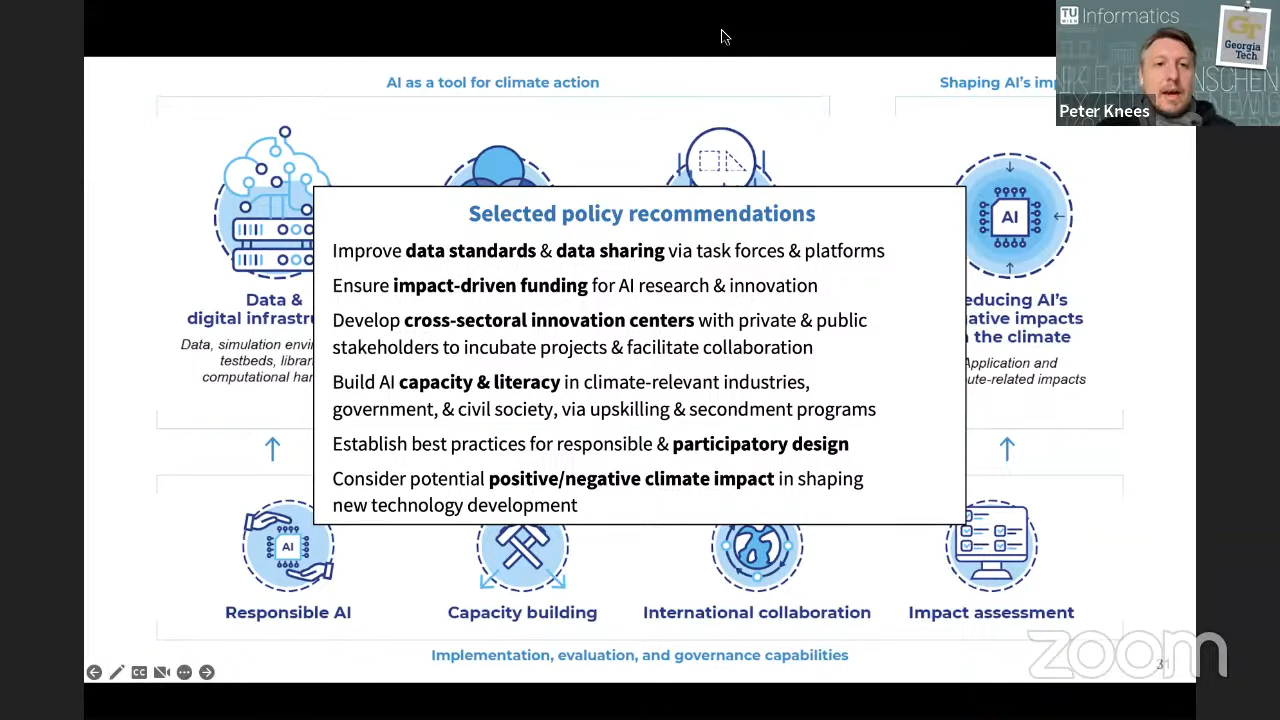 TU
WIEN
Informatics
GT
Georgia
Tech
Peter Knees
AI as a tool for climate action
Shaping AI's imp
Selected policy recommendations
Improve data standards & data sharing via task forces & platforms
Ensure impact-driven funding for AI research & innovation
Develop cross-sectoral innovation centers with private & public
stakeholders to incubate projects & facilitate collaboration
Build AI capacity & literacy in climate-relevant industries,
government, & civil society, via upskilling & secondment programs
Establish best practices for responsible & participatory design
Consider potential positive/negative climate impact in shaping
new technology development
Data &
digital infrastru
Data, simulation envi
testbeds, librar
computational har
AI
educing AI's
ative impacts
the climate
Application and
ute-related impacts
AI
Responsible AI
Capacity building
International collaboration
Impact assessment
Implementation, evaluation, and governance capabilities
CC
31
zoom